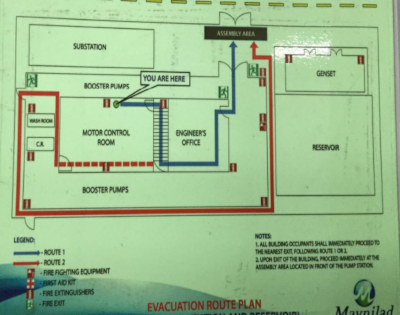 SUBSTATION
ASSEMBLY AREA
YOU ARE HERE
BOOSTER PUMPS
GENSET
WASH ROOM
C.R.
MOTOR CONTROL
ROOM
ENGINEER'S
OFFICE
RESERVOIR
BOOSTER PUMPS
LEGEND:
- ROUTE 1
- ROUTE 2
- FIRE FIGHTING EQUIPMENT
- FIRST AID KIT
- FIRE EXTINGUISHERS
- FIRE EXIT
NOTES:
1. ALL BUILDING OCCUPANTS SHALL IMMEDIATELY PROCEED TO
THE NEAREST EXIT, FOLLOWING ROUTE 1 OR 2.
2. UPON EXIT OF THE BUILDING, PROCEED IMMEDIATELY AT THE
ASSEMBLY AREA LOCATED IN FRONT OF THE PUMP STATION.
EVACUATION ROUTE PLAN
AND RESERVOIR)
Maynilad